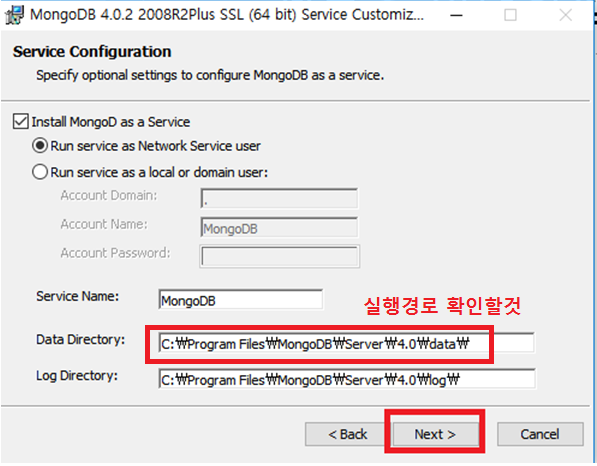 MongoDB 4.0.2 2008R2Plus SSL (64 bit) Service Customiz...
Service Configuration
Specify optional settings to configure MongoDB as a service.
Install MongoD as a Service
Run service as Network Service user
Run service as a local or domain user:
Account Domain: .
Account Name: MongoDB
Account Password:
실행경로 확인할것
Service Name: MongoDB
Data Directory: C:₩Program Files₩MongoDB₩Server₩4.0₩data₩
Log Directory: C:₩Program Files₩MongoDB₩Server₩4.0₩log₩
< Back Next > Cancel